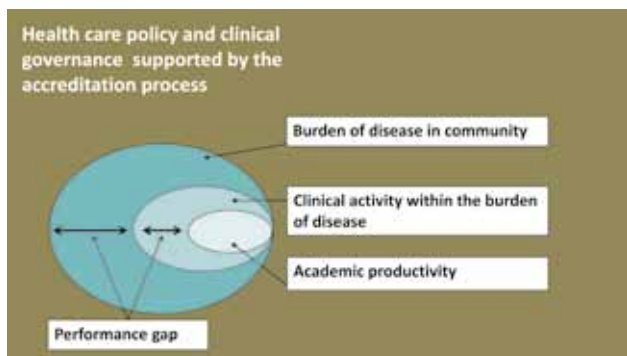 Health care policy and clinical
governance supported by the
accreditation process
Burden of disease in community
Clinical activity within the burden
of disease
Academic productivity
Performance gap